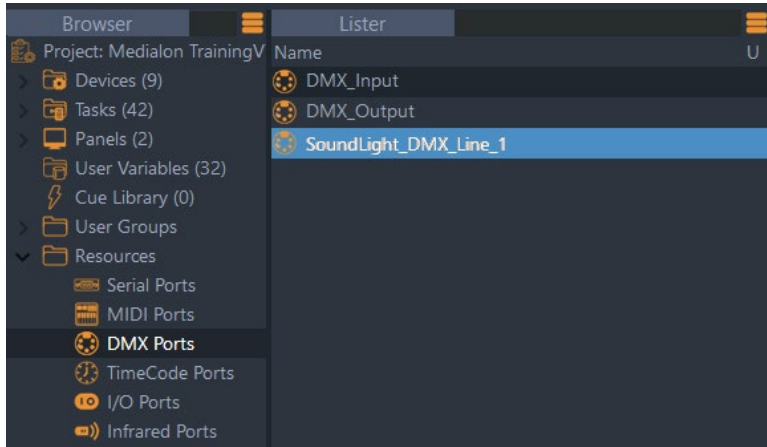 Browser
Project: Medialon TrainingV
Devices (9)
Tasks (42)
Panels (2)
User Variables (32)
Cue Library (0)
User Groups
Resources
Serial Ports
MIDI Ports
DMX Ports
TimeCode Ports
I/O Ports
Infrared Ports
Lister
Name U
DMX_Input
DMX_Output
SoundLight_DMX_Line_1